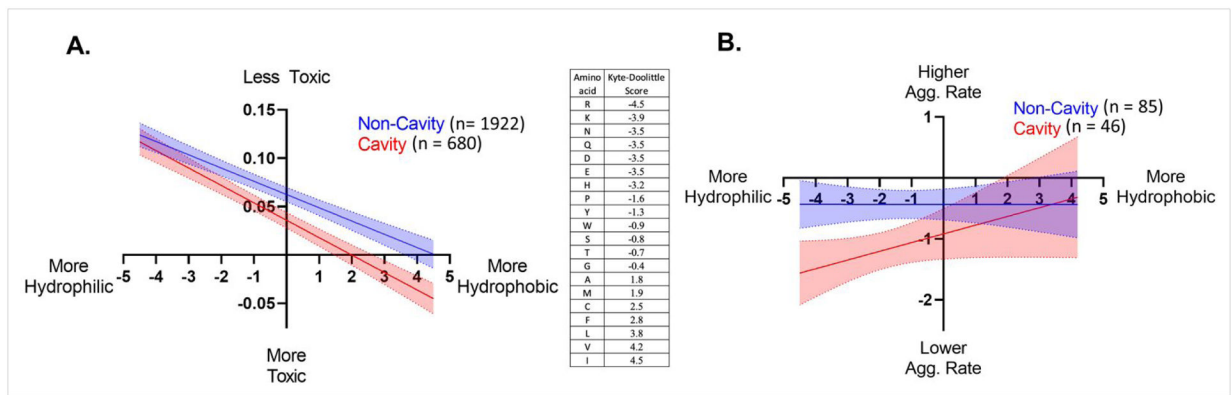 A.
Less Toxic
0.15
0.10
0.05
-0.05
Non-Cavity (n= 1922)
Cavity (n = 680)
More
Hydrophilic
-5 -4 -3 -2 -1 1 2 3 4 5
More
Hydrophobic
More
Toxic
Amino acid Kyte-Doolittle Score
R -4.5
K -3.9
N -3.5
Q -3.5
D -3.5
E -3.5
H -3.2
P -1.6
Y -1.3
W -0.9
S -0.8
T -0.7
G -0.4
A 1.8
M 1.9
C 2.5
F 2.8
L 3.8
V 4.2
I 4.5
B.
Higher
Agg. Rate
Non-Cavity (n = 85)
Cavity (n = 46)
1
More
Hydrophilic
-5 -4 -3 -2 -1 1 2 3 4 5
More
Hydrophobic
-1
-2
Lower
Agg. Rate